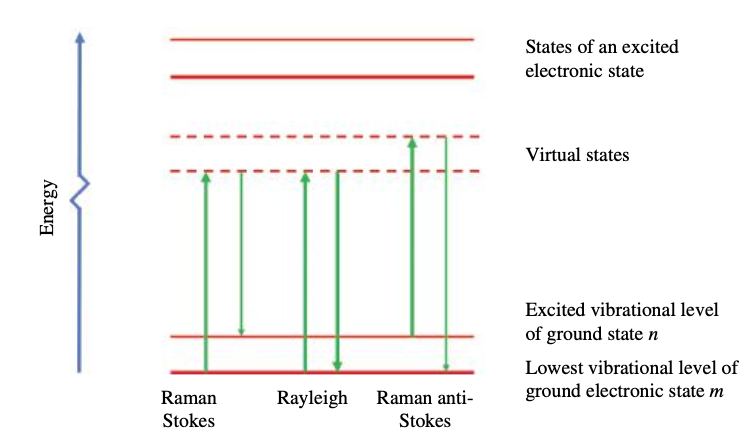 States of an excited
electronic state
Virtual states
Energy
Excited vibrational level
of ground state n
Lowest vibrational level of
ground electronic state m
Raman
Stokes
Rayleigh
Raman anti-
Stokes